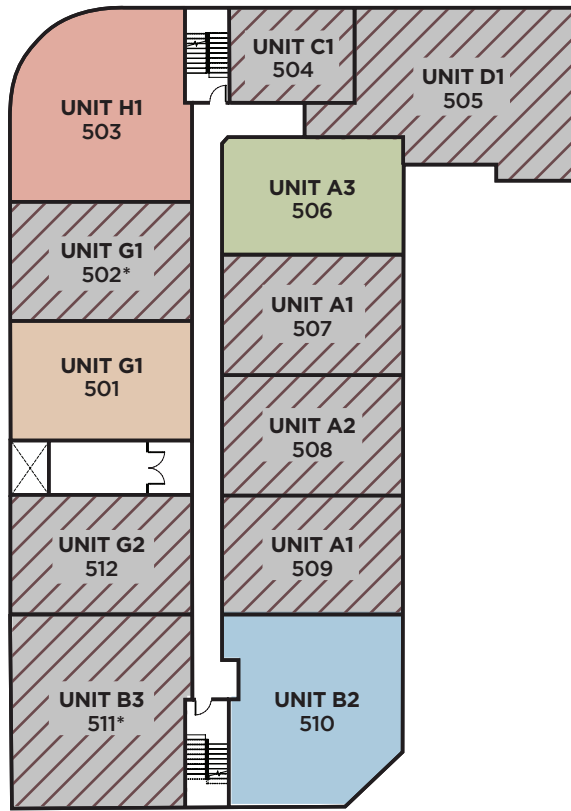 UNIT C1
504
UNIT D1
505
UNIT H1
503
UNIT A3
506
UNIT G1
502*
UNIT A1
507
UNIT G1
501
UNIT A2
508
UNIT G2
512
UNIT A1
509
UNIT B3
511*
UNIT B2
510